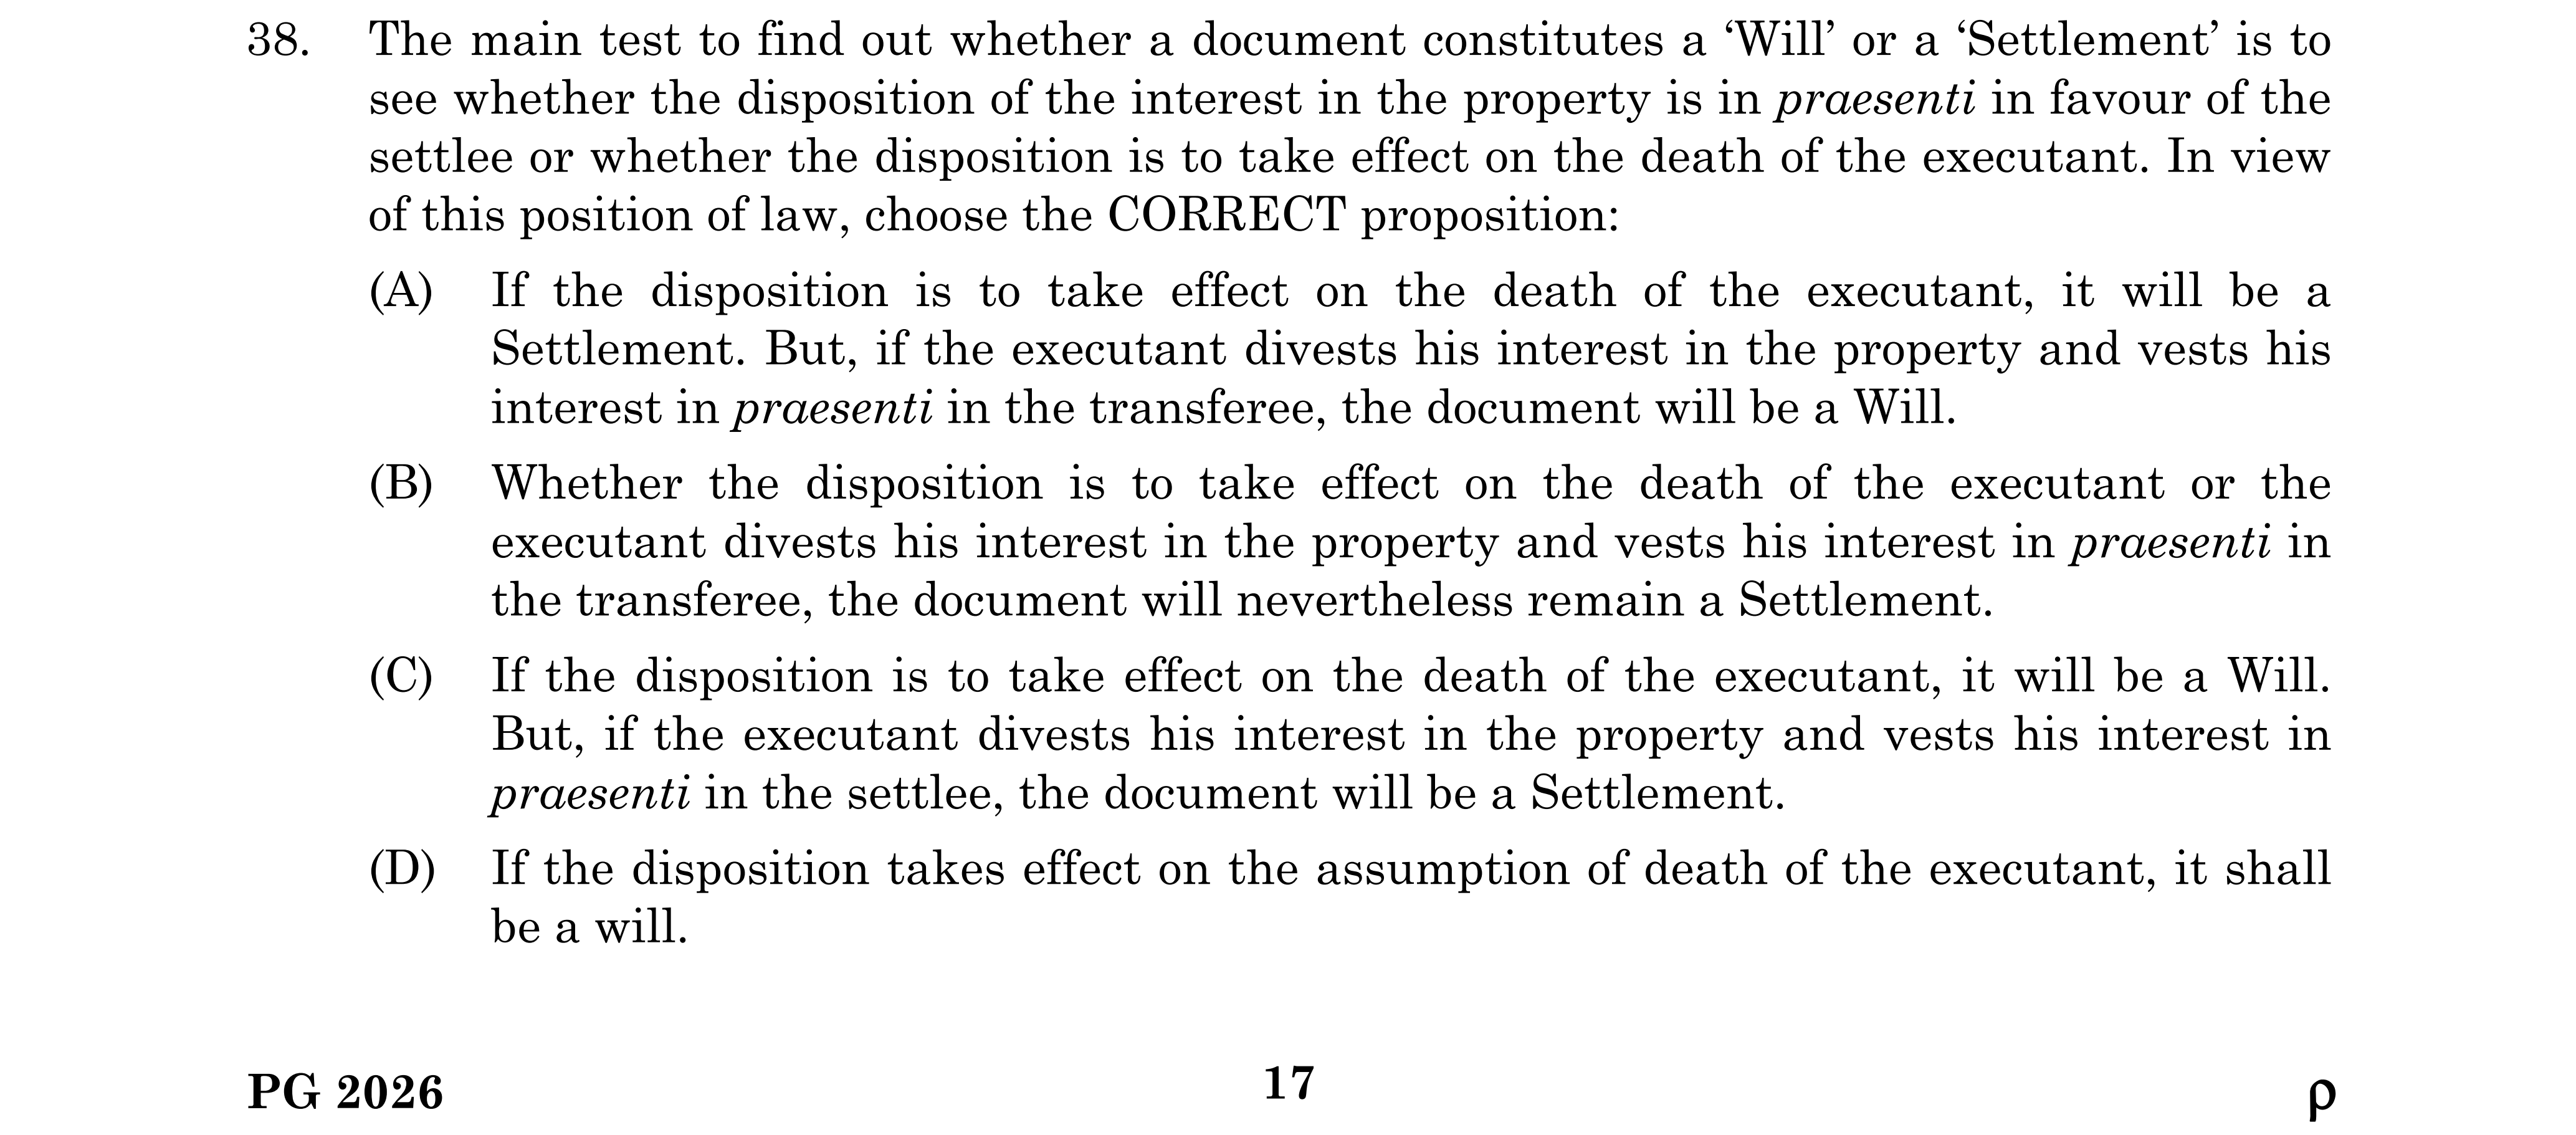 38. The main test to find out whether a document constitutes a ‘Will’ or a ‘Settlement’ is to
see whether the disposition of the interest in the property is in praesenti in favour of the
settlee or whether the disposition is to take effect on the death of the executant. In view
of this position of law, choose the CORRECT proposition:
(A) If the disposition is to take effect on the death of the executant, it will be a
Settlement. But, if the executant divests his interest in the property and vests his
interest in praesenti in the transferee, the document will be a Will.
(B) Whether the disposition is to take effect on the death of the executant or the
executant divests his interest in the property and vests his interest in praesenti in
the transferee, the document will nevertheless remain a Settlement.
(C) If the disposition is to take effect on the death of the executant, it will be a Will.
But, if the executant divests his interest in the property and vests his interest in
praesenti in the settlee, the document will be a Settlement.
(D) If the disposition takes effect on the assumption of death of the executant, it shall
be a will.
PG 2026 17 ρ